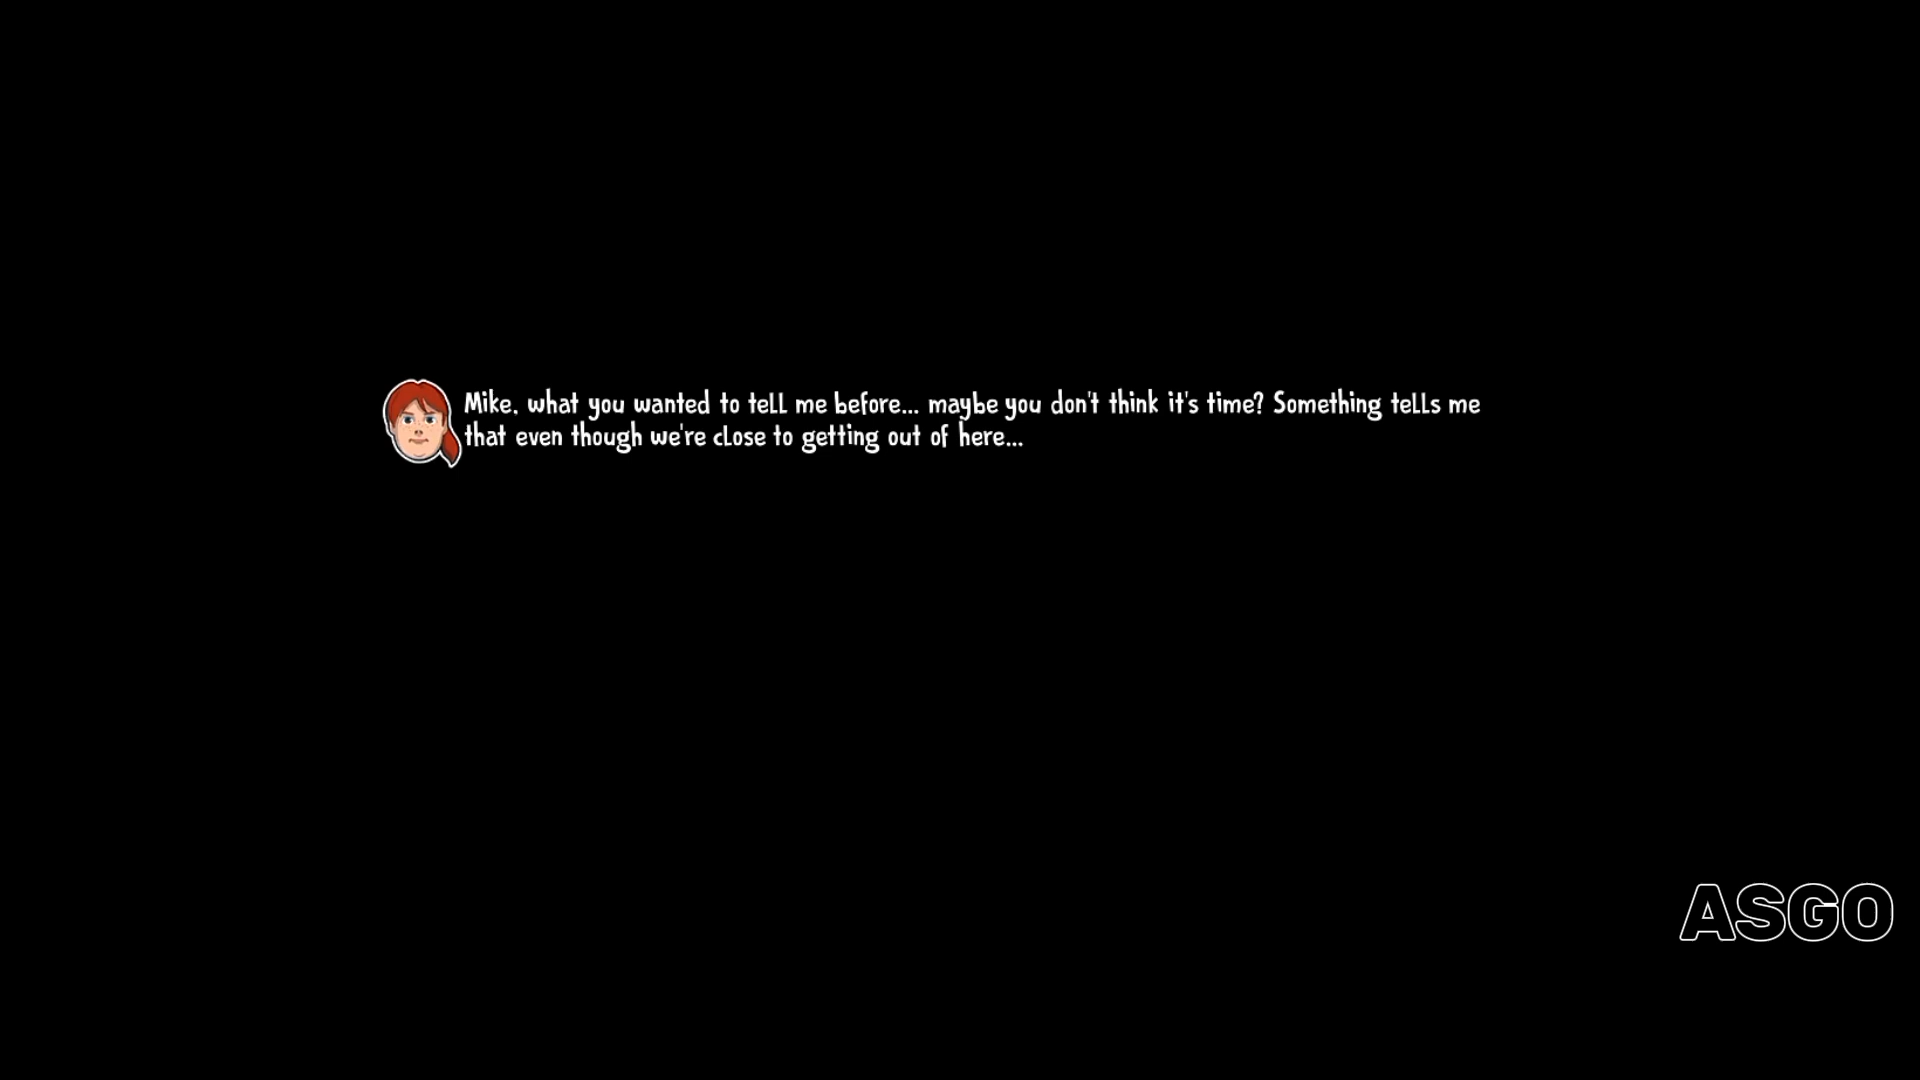 Mike, what you wanted to tell me before... maybe you don't think it's time? Something tells me
that even though we're close to getting out of here...
ASGO